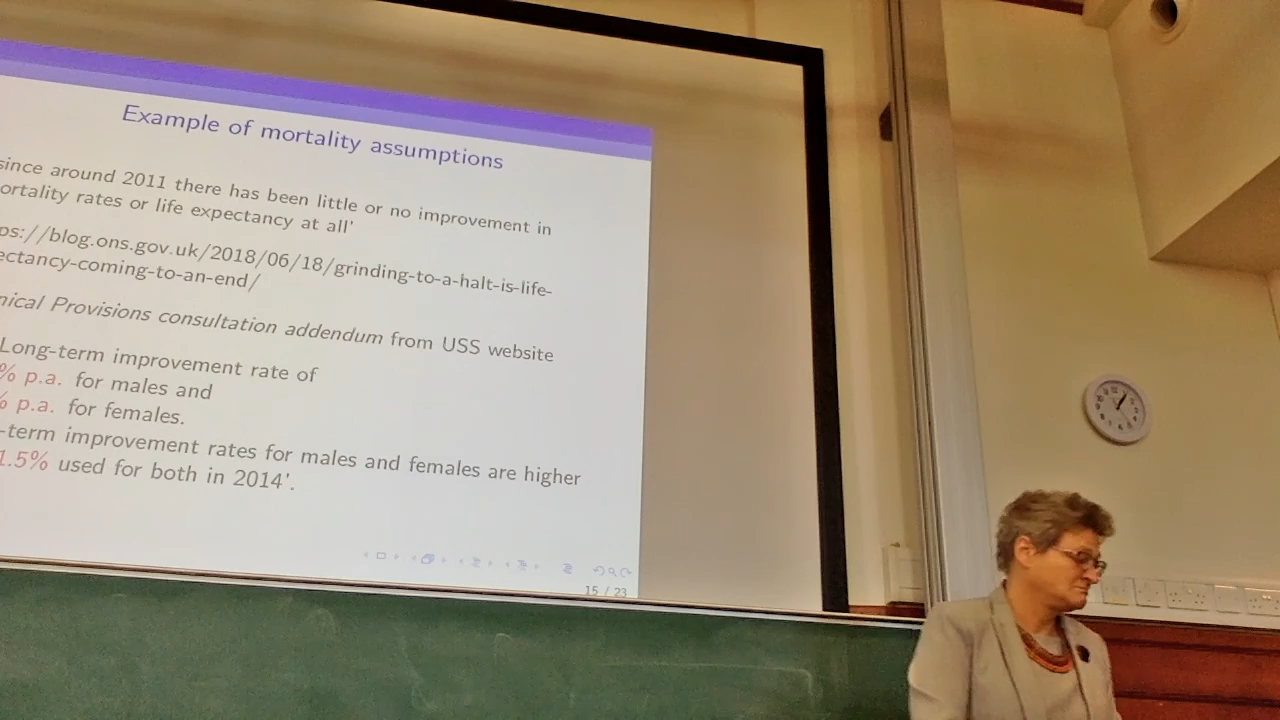 Example of mortality assumptions
since around 2011 there has been little or no improvement in
ortality rates or life expectancy at all'
ps://blog.ons.gov.uk/2018/06/18/grinding-to-a-halt-is-life-
ectancy-coming-to-an-end/
nical Provisions consultation addendum from USS website
Long-term improvement rate of
% p.a. for males and
% p.a. for females.
-term improvement rates for males and females are higher
1.5% used for both in 2014'.
15 / 23